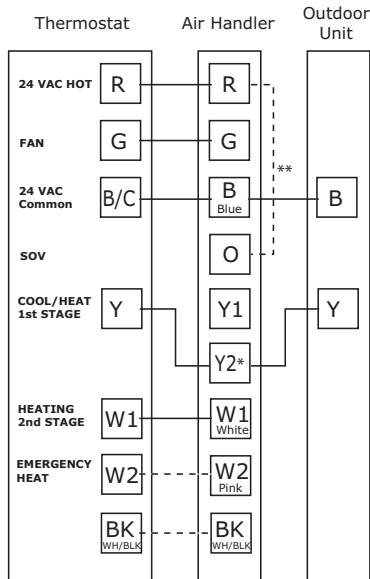 Thermostat
Air Handler
Outdoor
Unit
24 VAC HOT
R
R
**
FAN
G
G
24 VAC
Common
B/C
B
Blue
B
SOV
O
COOL/HEAT
1st STAGE
Y
Y1
Y
Y2*
HEATING
2nd STAGE
W1
W1
White
EMERGENCY
HEAT
W2
W2
Pink
BK
WH/BLK
BK
WH/BLK